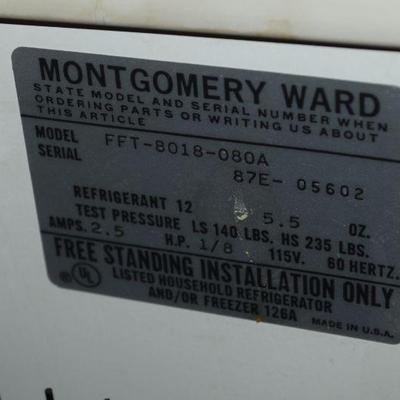 MONTGOMERY WARD
STATE MODEL AND SERIAL NUMBER WHEN
ORDERING PARTS OR WRITING US ABOUT
THIS ARTICLE
MODEL FFT-8018-080A
SERIAL 87E- 05602
REFRIGERANT 12 5.5 OZ.
TEST PRESSURE LS 140 LBS. HS 235 LBS.
AMPS. 2.5 H.P. 1/8 115V. 60 HERTZ.
FREE STANDING INSTALLATION ONLY
UL LISTED HOUSEHOLD REFRIGERATOR
® AND/OR FREEZER 126A
MADE IN U.S.A.